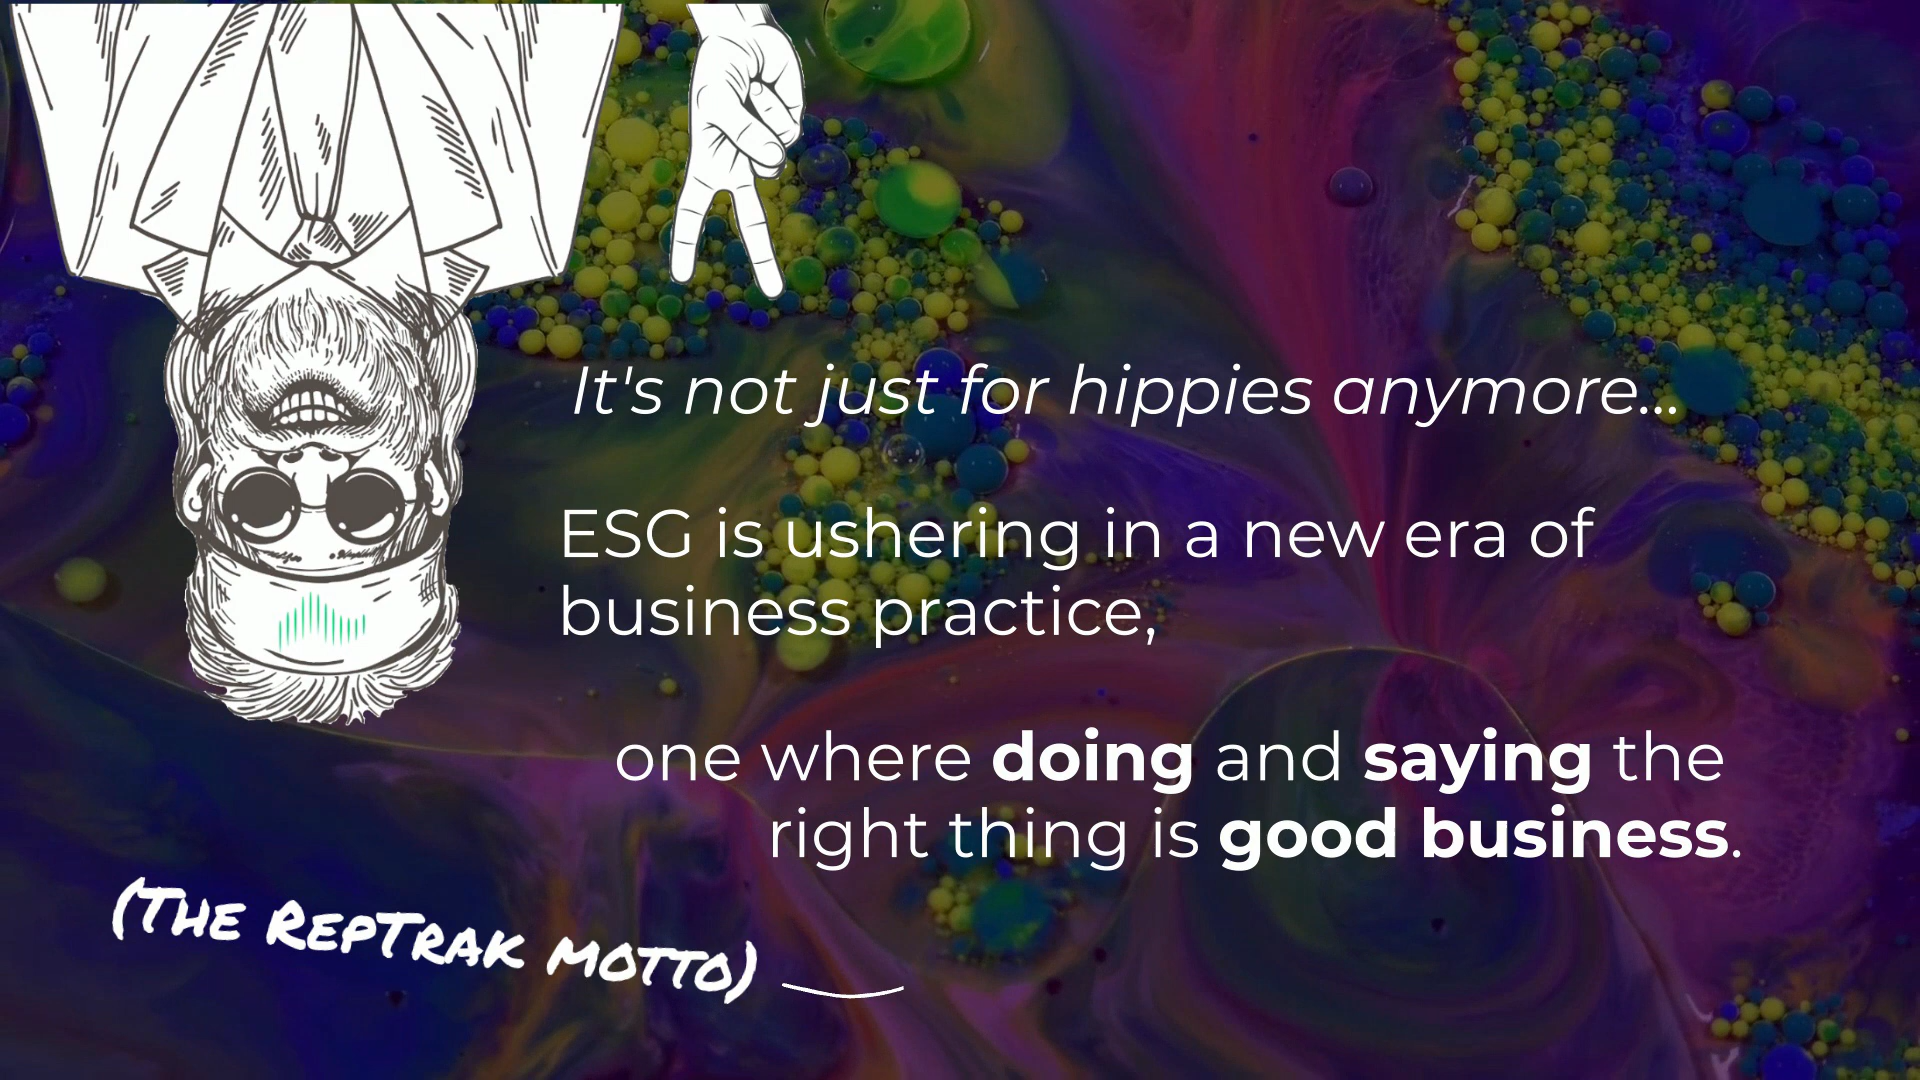 It's not just for hippies anymore...
ESG is ushering in a new era of
business practice,
one where doing and saying the
right thing is good business.
(The RepTrak motto)